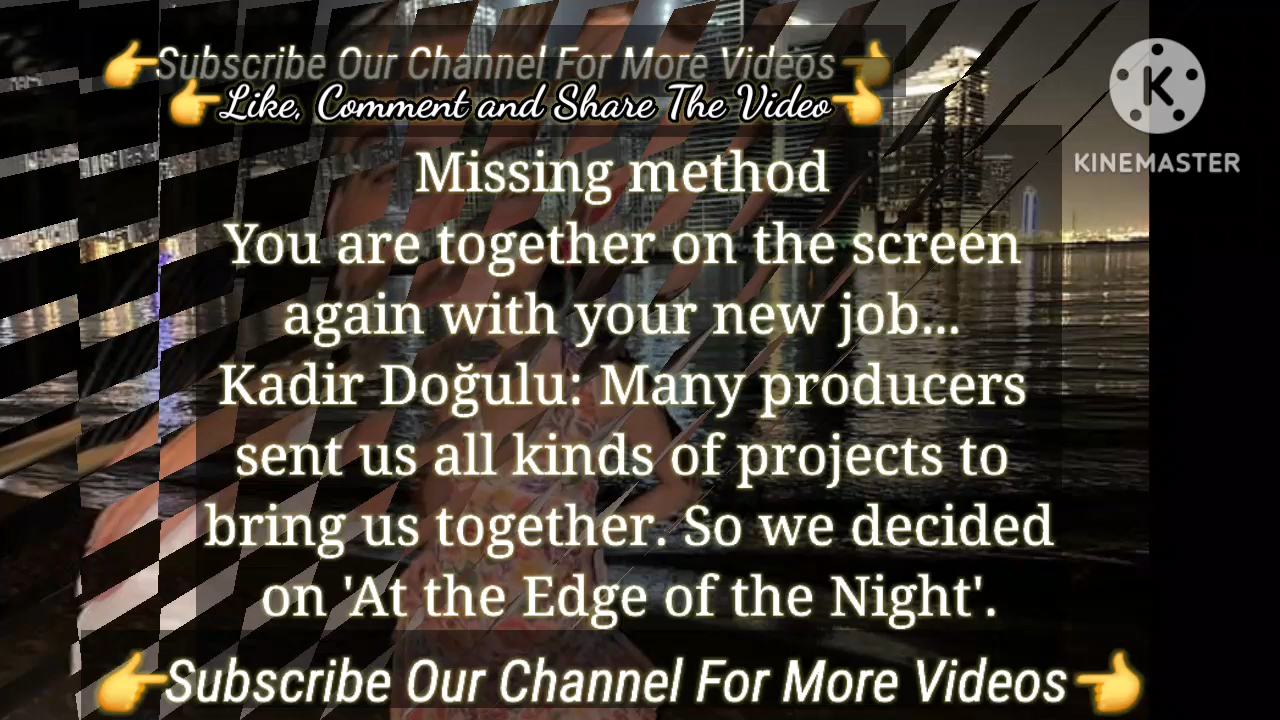 👉Subscribe Our Channel For More Videos👈
👉Like, Comment and Share The Video👈
KINEMASTER
Missing method
You are together on the screen
again with your new job...
Kadir Doğulu: Many producers
sent us all kinds of projects to
bring us together. So we decided
on 'At the Edge of the Night'.
👉Subscribe Our Channel For More Videos👈